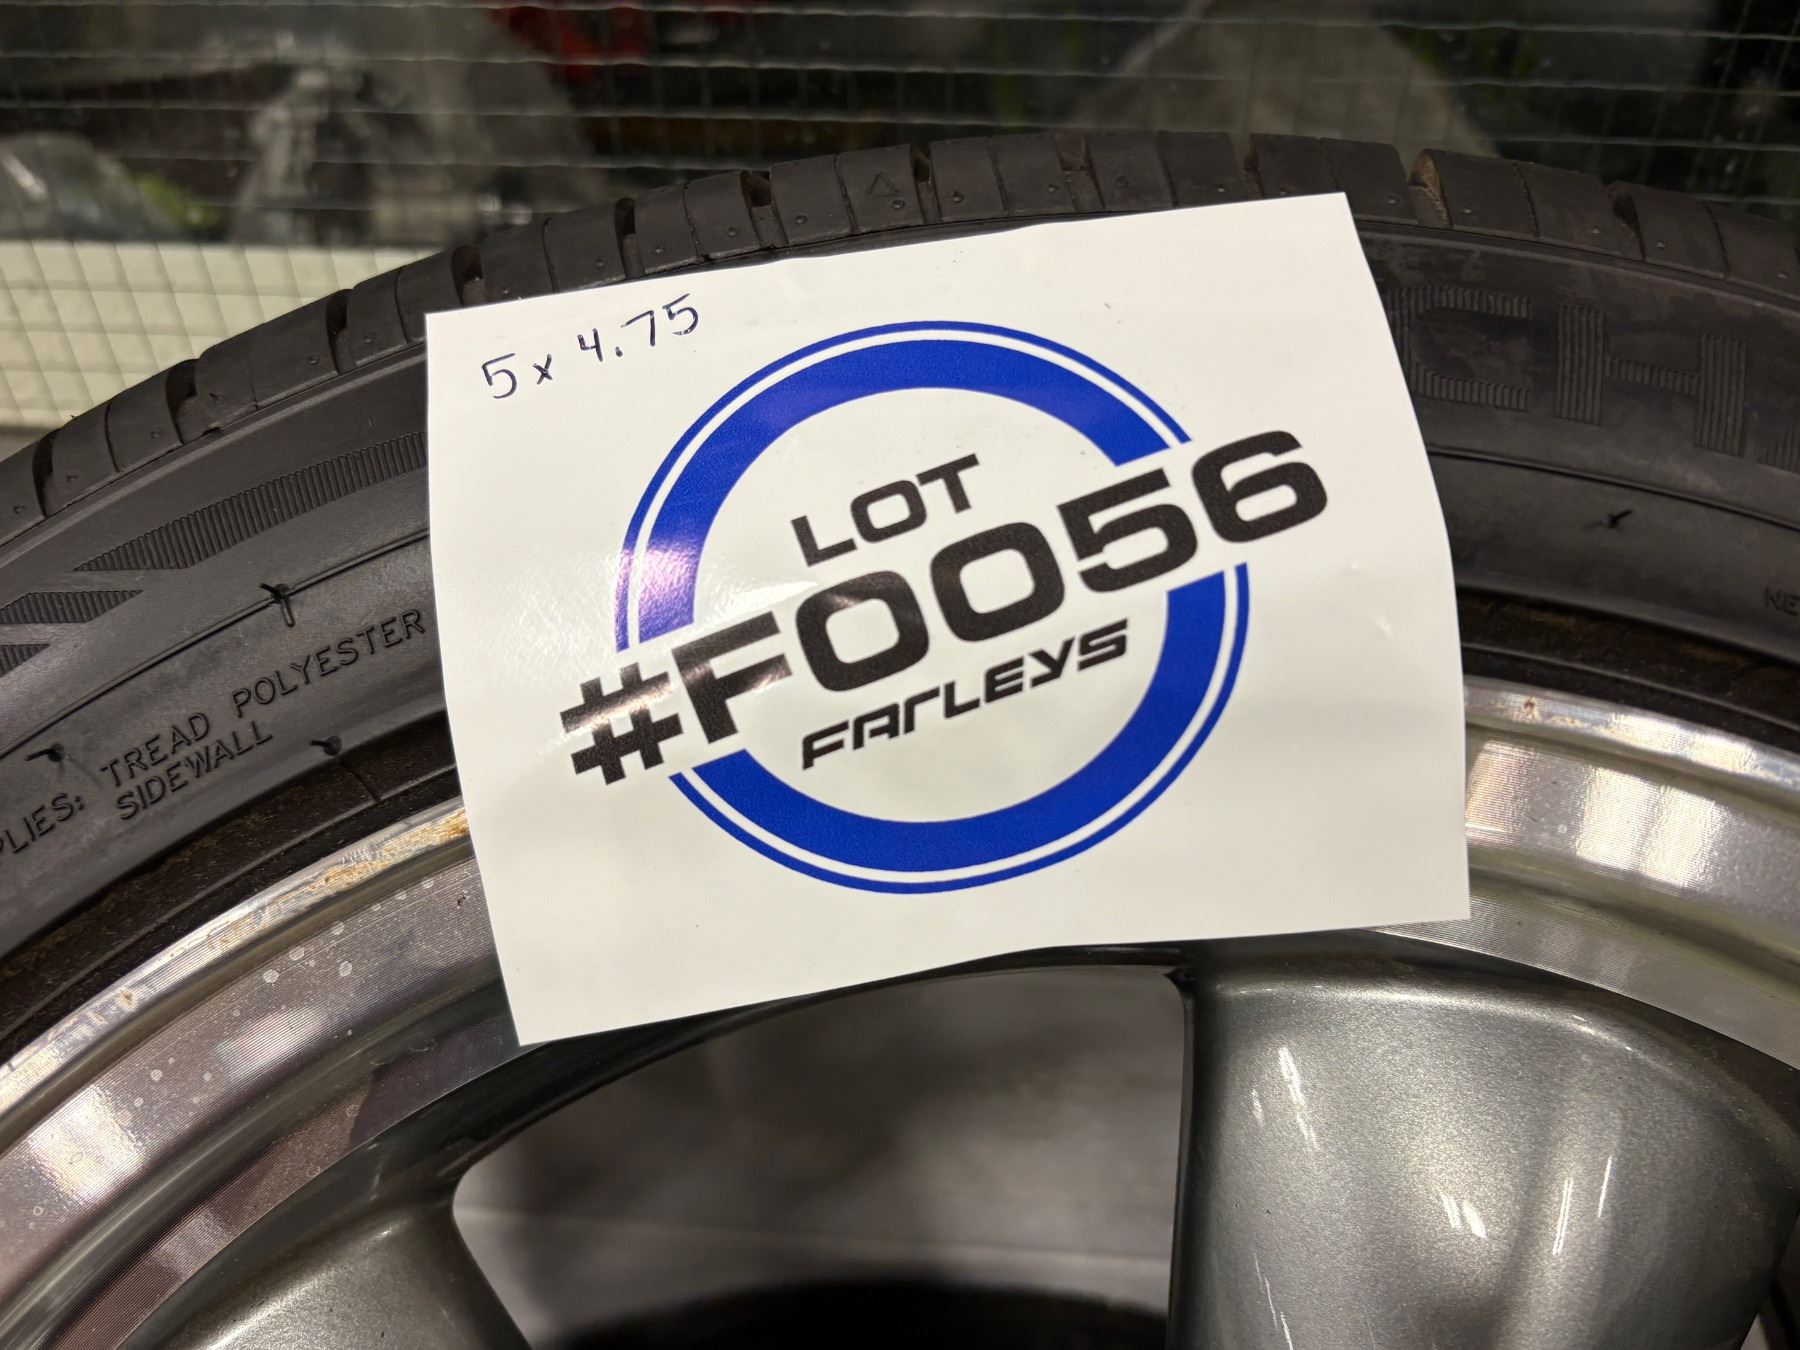 5 x 4.75
LOT
#F0056
FARLEYS
PLIES: TREAD POLYESTER
SIDEWALL